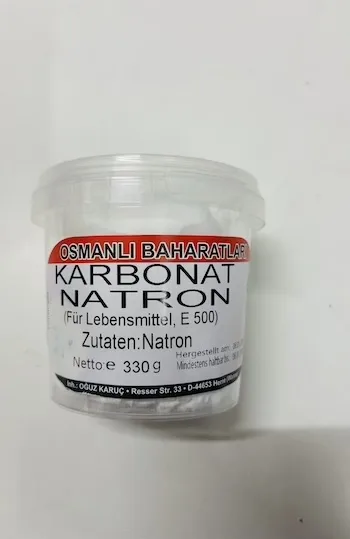 OSMANLI BAHARATLARI
KARBONAT
NATRON
(Für Lebensmittel, E 500)
Zutaten:Natron
Netto e 330g
Hergestellt am:
Mindestens haltbar bis:
Inh.: OĞUZ KARUÇ • Resser Str. 33 • D-44653 Herne